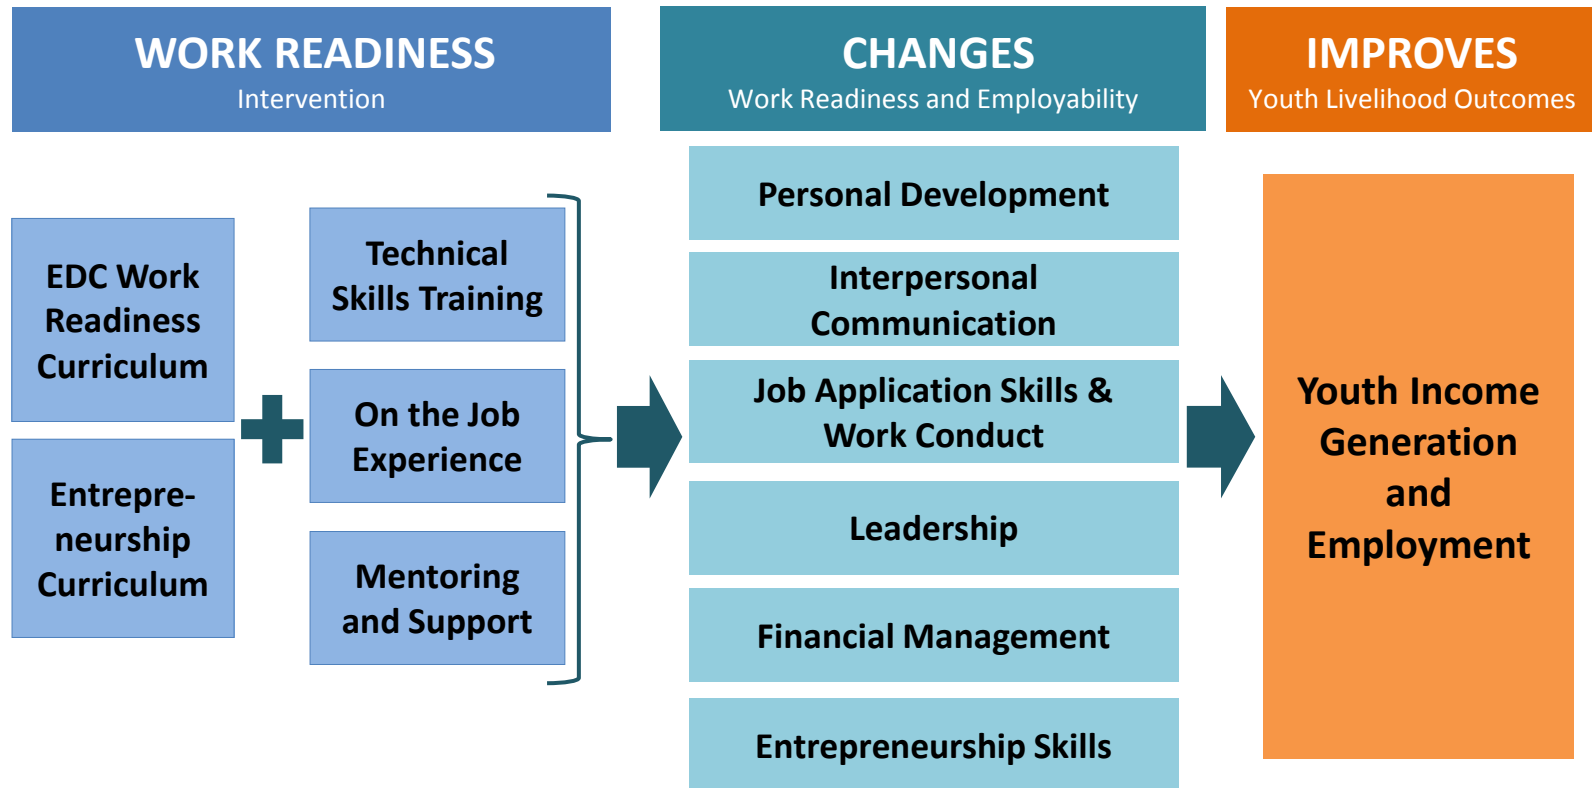 WORK READINESS
Intervention
CHANGES
Work Readiness and Employability
IMPROVES
Youth Livelihood Outcomes
EDC Work
Readiness
Curriculum
Entrepre-
neurship
Curriculum
Technical
Skills Training
On the Job
Experience
Mentoring
and Support
Personal Development
Interpersonal
Communication
Job Application Skills &
Work Conduct
Leadership
Financial Management
Entrepreneurship Skills
Youth Income
Generation
and
Employment